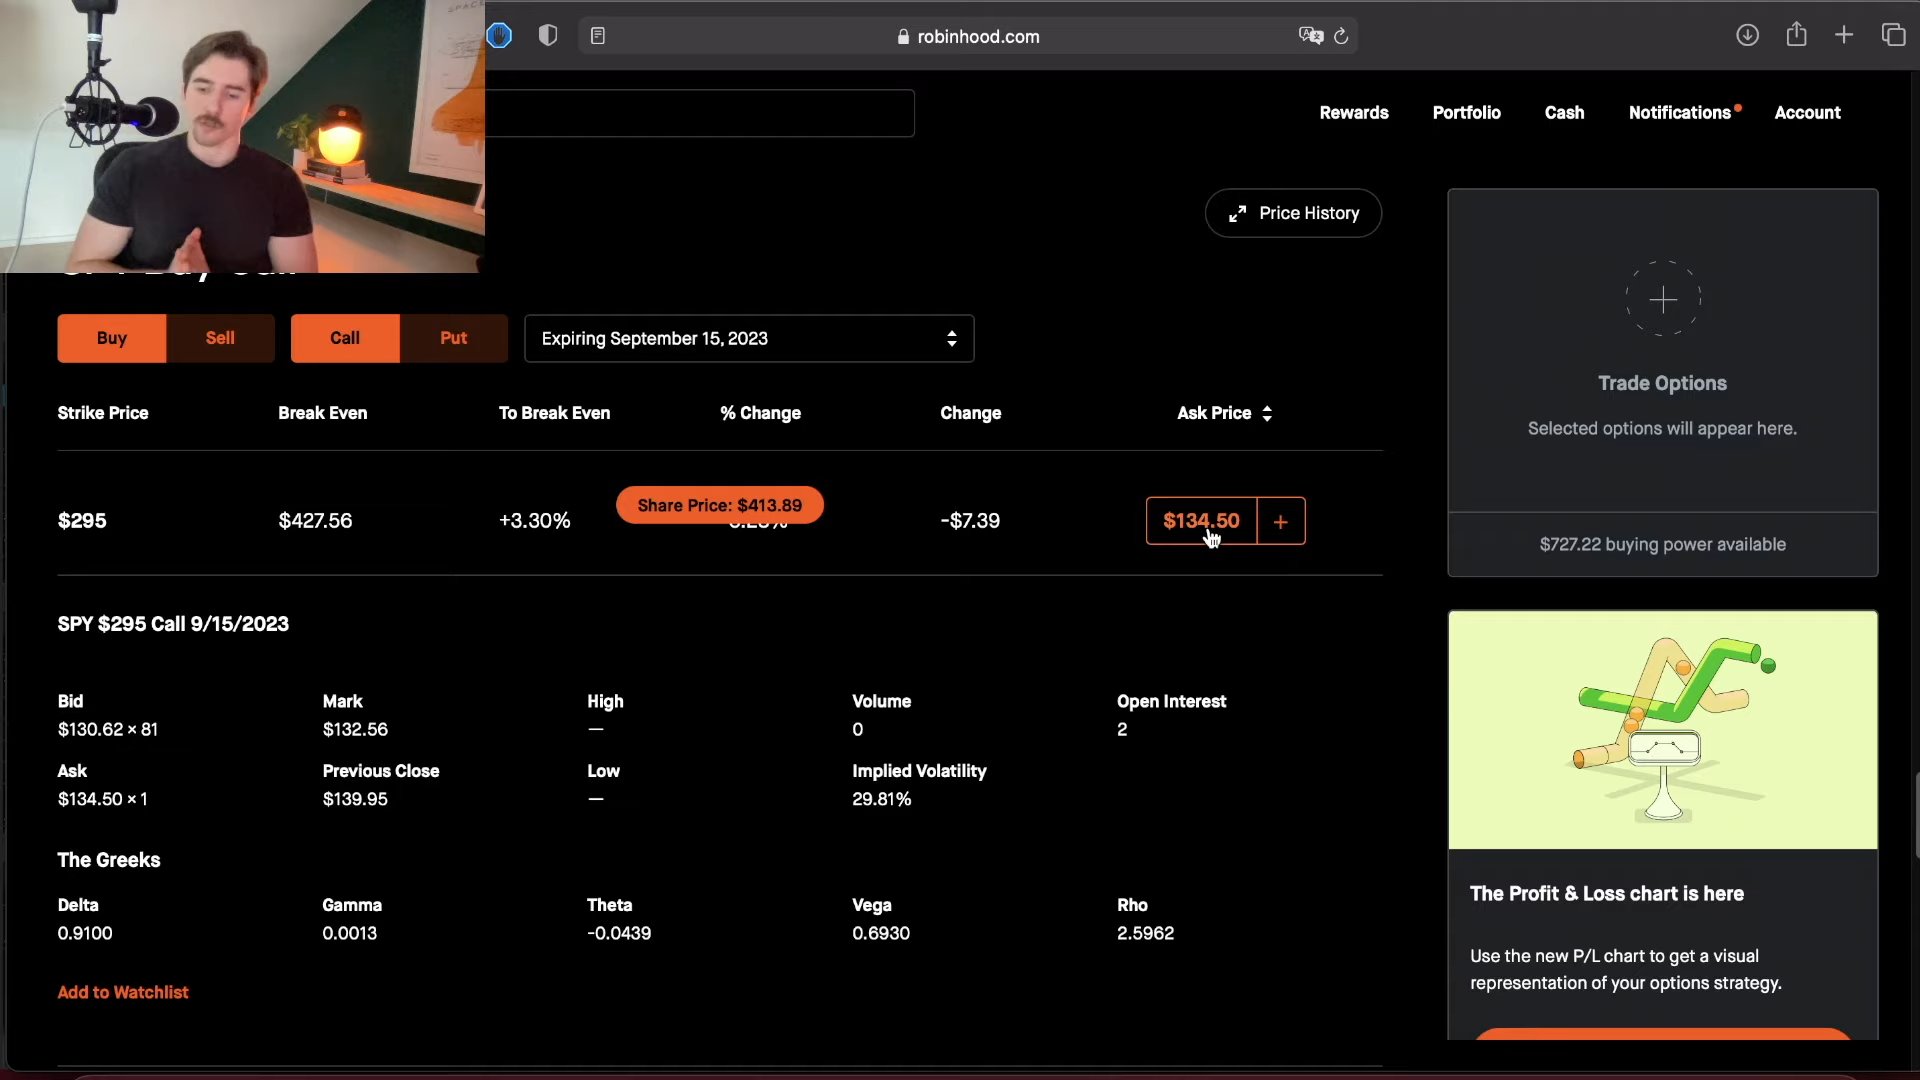 robinhood.com
Rewards
Portfolio
Cash
Notifications
Account
Price History
Buy
Sell
Call
Put
Expiring September 15, 2023
Strike Price
Break Even
To Break Even
% Change
Change
Ask Price
$295
$427.56
+3.30%
Share Price: $413.89
-$7.39
$134.50
+
SPY $295 Call 9/15/2023
Bid
Mark
High
Volume
Open Interest
$130.62 × 81
$132.56
—
0
2
Ask
Previous Close
Low
Implied Volatility
$134.50 × 1
$139.95
—
29.81%
The Greeks
Delta
Gamma
Theta
Vega
Rho
0.9100
0.0013
-0.0439
0.6930
2.5962
Add to Watchlist
Trade Options
Selected options will appear here.
$727.22 buying power available
The Profit & Loss chart is here
Use the new P/L chart to get a visual
representation of your options strategy.